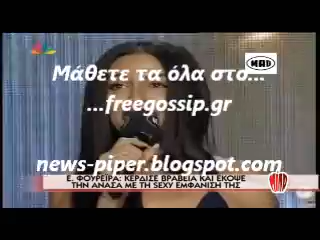 MAD
Μάθετε τα όλα στο...
...freegossip.gr
news-piper.blogspot.com
Ε. ΦΟΥΡΕΙΡΑ: ΚΕΡΔΙΣΕ ΒΡΑΒΕΙΑ ΚΑΙ ΕΚΟΨΕ
ΤΗΝ ΑΝΑΣΑ ΜΕ ΤΗ SEXY ΕΜΦΑΝΙΣΗ ΤΗΣ